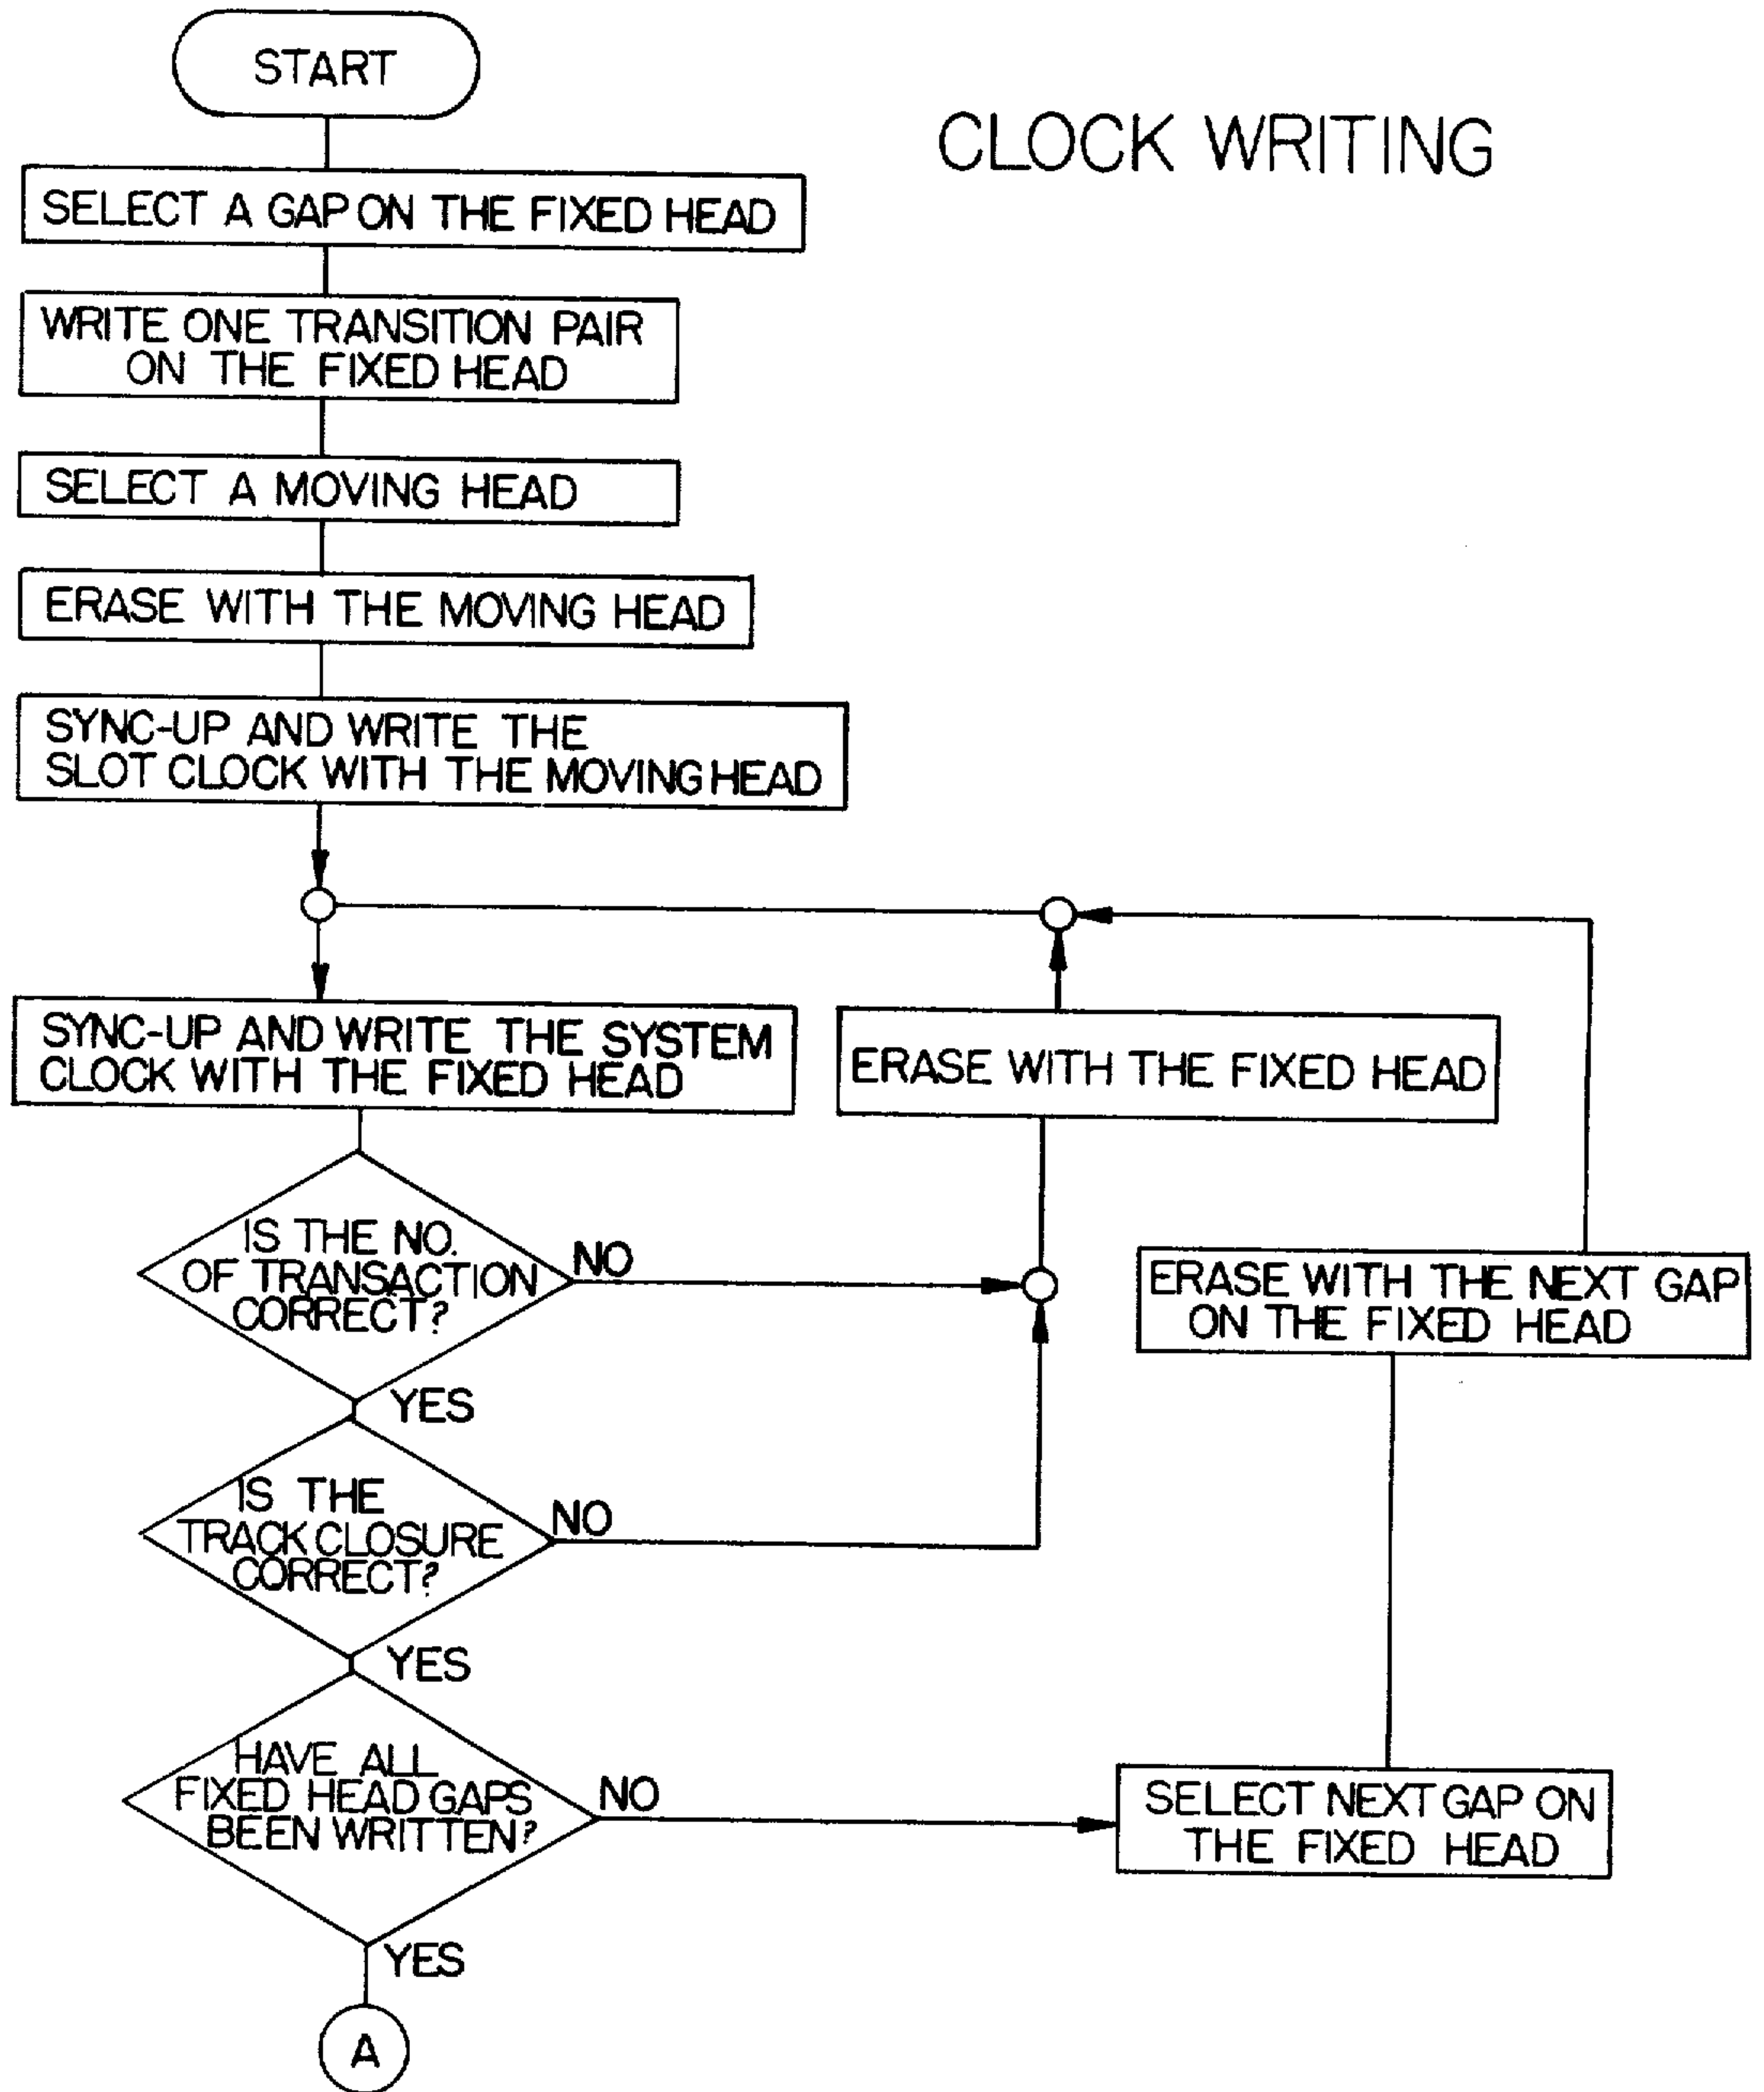 START
CLOCK WRITING
SELECT A GAP ON THE FIXED HEAD
WRITE ONE TRANSITION PAIR
ON THE FIXED HEAD
SELECT A MOVING HEAD
ERASE WITH THE MOVING HEAD
SYNC-UP AND WRITE THE
SLOT CLOCK WITH THE MOVING HEAD
SYNC-UP AND WRITE THE SYSTEM
CLOCK WITH THE FIXED HEAD
ERASE WITH THE FIXED HEAD
IS THE NO.
OF TRANSACTION
CORRECT?
NO
YES
ERASE WITH THE NEXT GAP
ON THE FIXED HEAD
IS THE
TRACK CLOSURE
CORRECT?
NO
YES
HAVE ALL
FIXED HEAD GAPS
BEEN WRITTEN?
NO
YES
SELECT NEXT GAP ON
THE FIXED HEAD
A